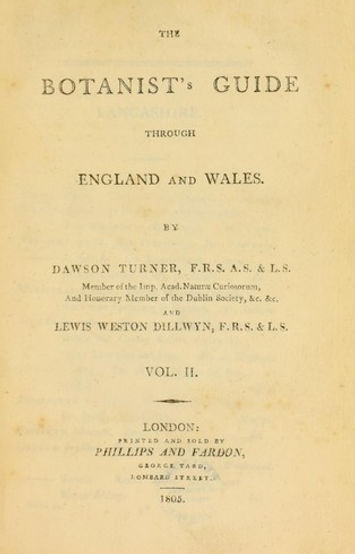 THE
BOTANIST's GUIDE
THROUGH
ENGLAND AND WALES.
BY
DAWSON TURNER, F.R.S. A.S. & L.S.
Member of the Imp. Acad. Naturæ Curiosorum,
And Honorary Member of the Dublin Society, &c. &c.
AND
LEWIS WESTON DILLWYN, F.R.S. & L.S.
VOL. II.
LONDON:
PRINTED AND SOLD BY
PHILLIPS AND FARDON,
GEORGE YARD,
LOMBARD STREET.
1805.